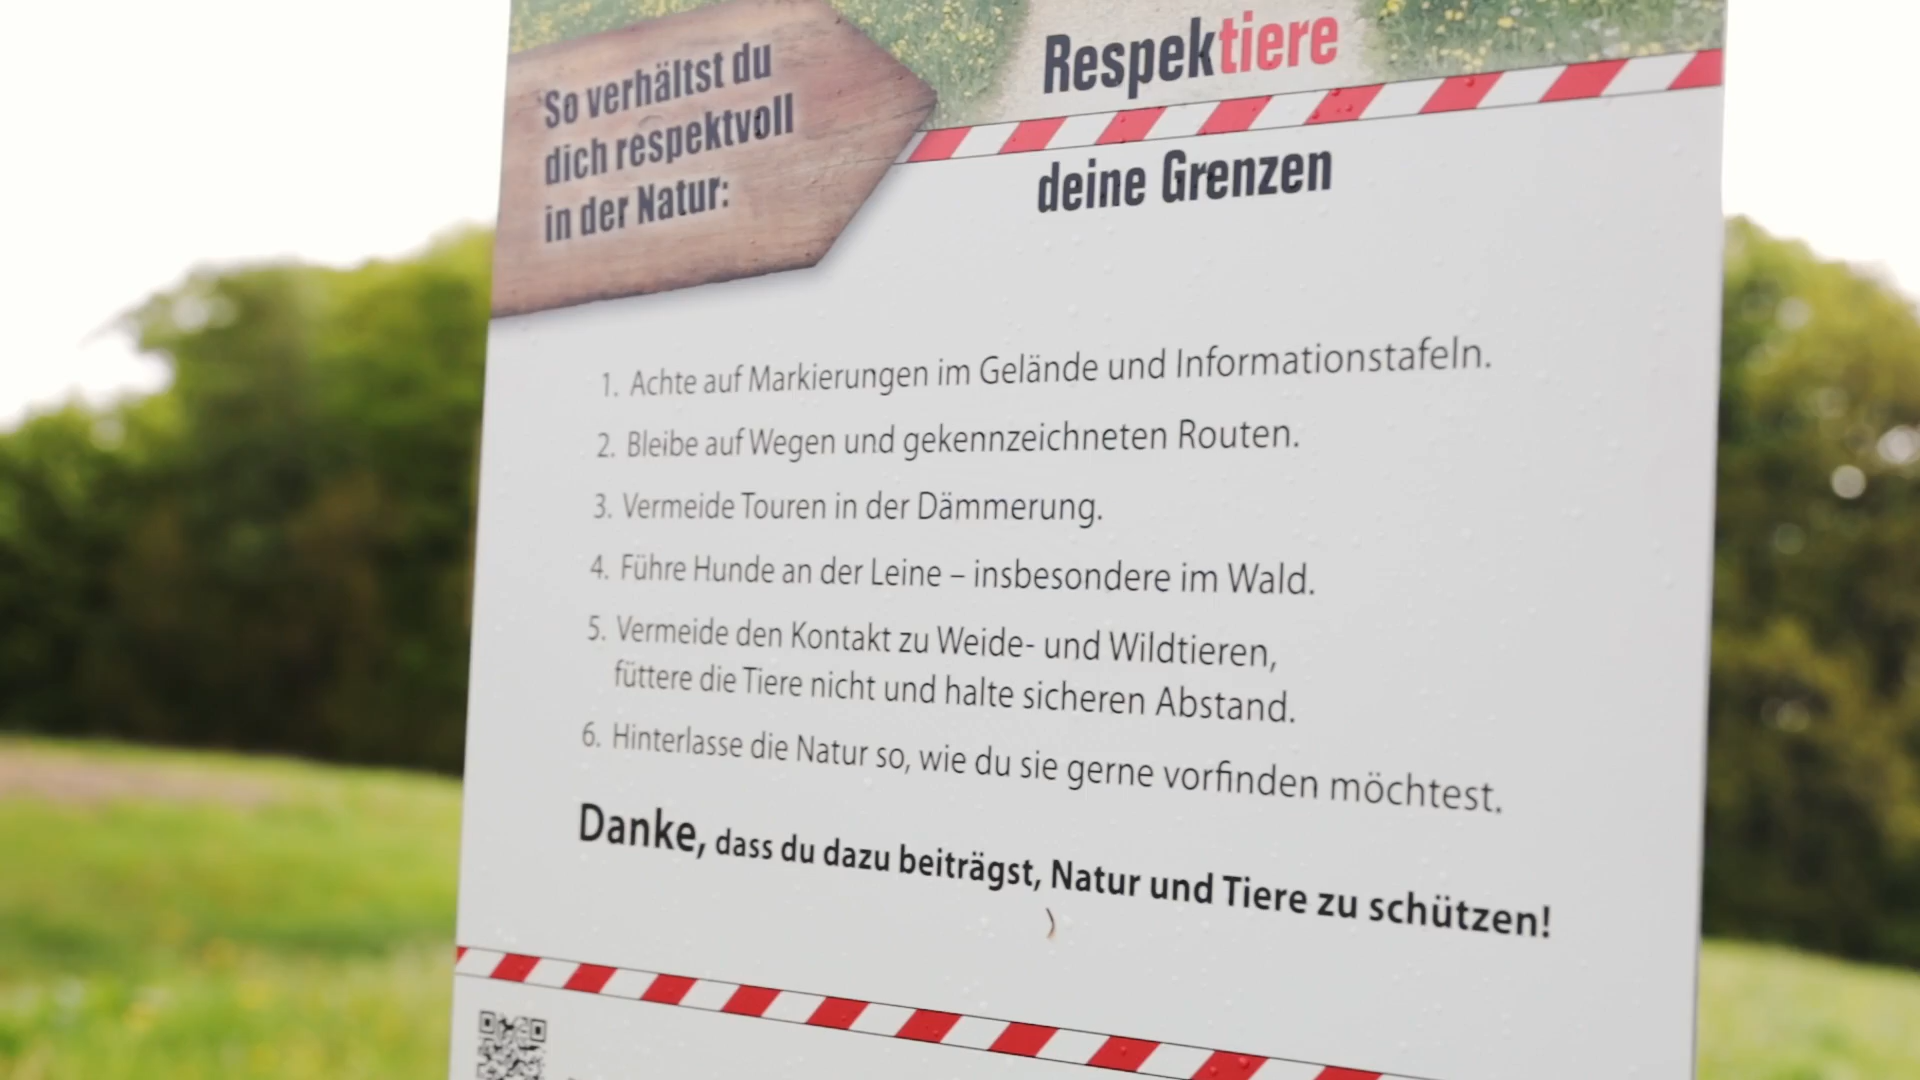 So verhältst du
dich respektvoll
in der Natur:
Respektiere
deine Grenzen
1. Achte auf Markierungen im Gelände und Informationstafeln.
2. Bleibe auf Wegen und gekennzeichneten Routen.
3. Vermeide Touren in der Dämmerung.
4. Führe Hunde an der Leine – insbesondere im Wald.
5. Vermeide den Kontakt zu Weide- und Wildtieren,
füttere die Tiere nicht und halte sicheren Abstand.
6. Hinterlasse die Natur so, wie du sie gerne vorfinden möchtest.
Danke, dass du dazu beiträgst, Natur und Tiere zu schützen!